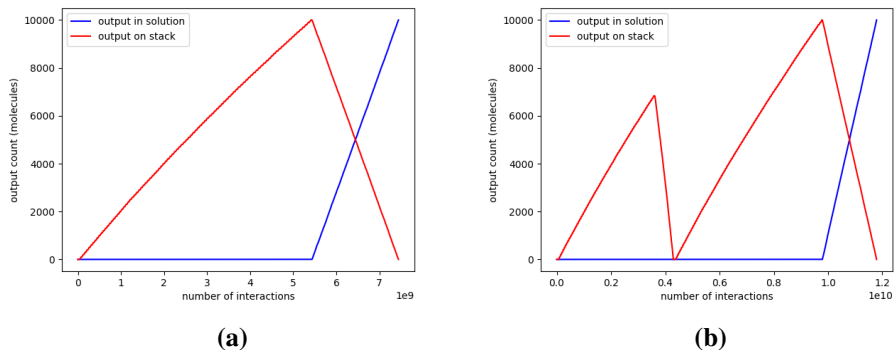 output in solution
output on stack
output count (molecules)
10000
8000
6000
4000
2000
0
0 1 2 3 4 5 6 7
1e9
number of interactions
(a)
output in solution
output on stack
output count (molecules)
10000
8000
6000
4000
2000
0
0.0 0.2 0.4 0.6 0.8 1.0 1.2
1e10
number of interactions
(b)